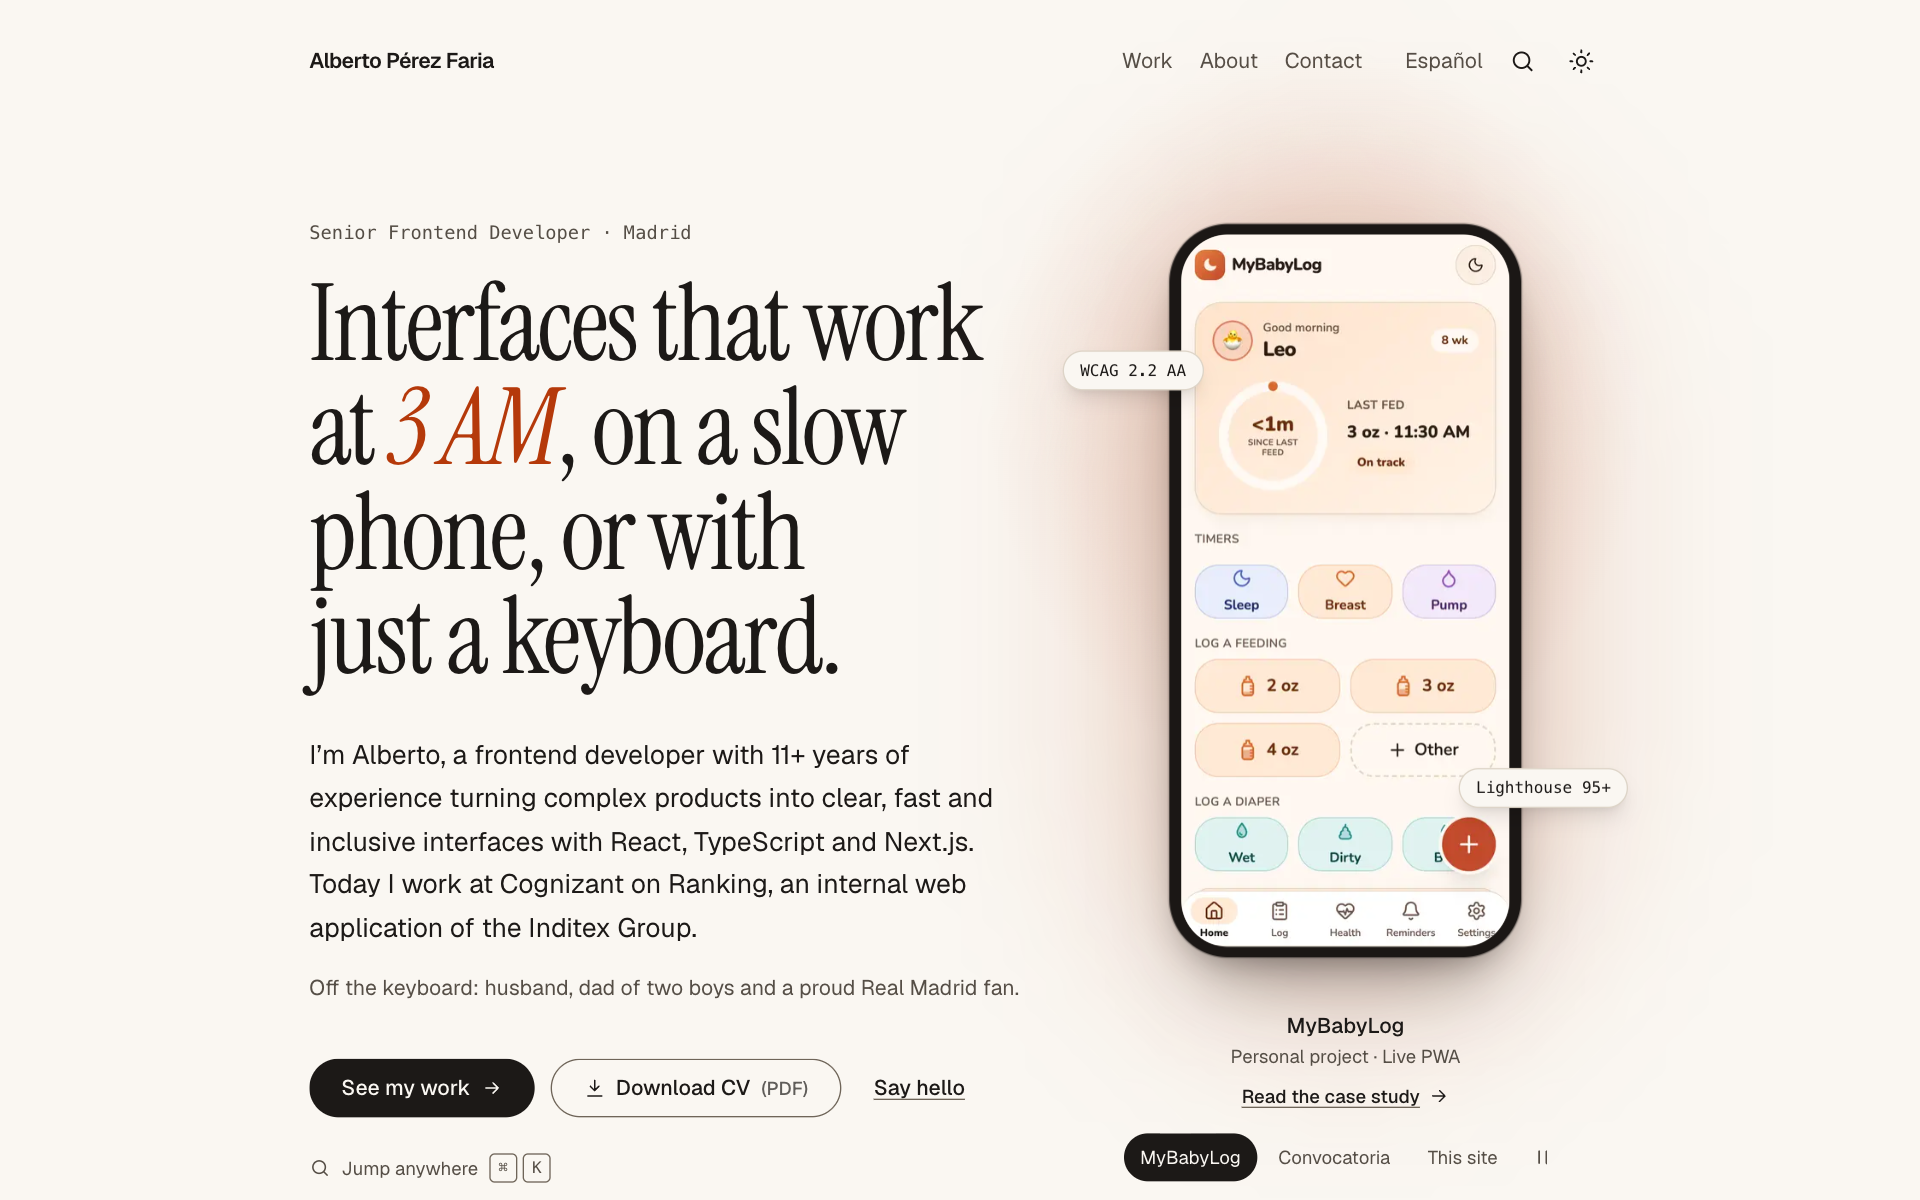 Alberto Pérez Faria
Work About Contact Español
Senior Frontend Developer · Madrid
Interfaces that work
at 3 AM, on a slow
phone, or with
just a keyboard.
I’m Alberto, a frontend developer with 11+ years of
experience turning complex products into clear, fast and
inclusive interfaces with React, TypeScript and Next.js.
Today I work at Cognizant on Ranking, an internal web
application of the Inditex Group.
Off the keyboard: husband, dad of two boys and a proud Real Madrid fan.
See my work → Download CV (PDF) Say hello
Jump anywhere ⌘ K
MyBabyLog
Good morning
Leo
8 wk
WCAG 2.2 AA
<1m
SINCE LAST
FEED
LAST FED
3 oz · 11:30 AM
On track
TIMERS
Sleep Breast Pump
LOG A FEEDING
2 oz 3 oz
4 oz + Other
Lighthouse 95+
LOG A DIAPER
Wet Dirty B
+
Home Log Health Reminders Settings
MyBabyLog
Personal project · Live PWA
Read the case study →
MyBabyLog Convocatoria This site